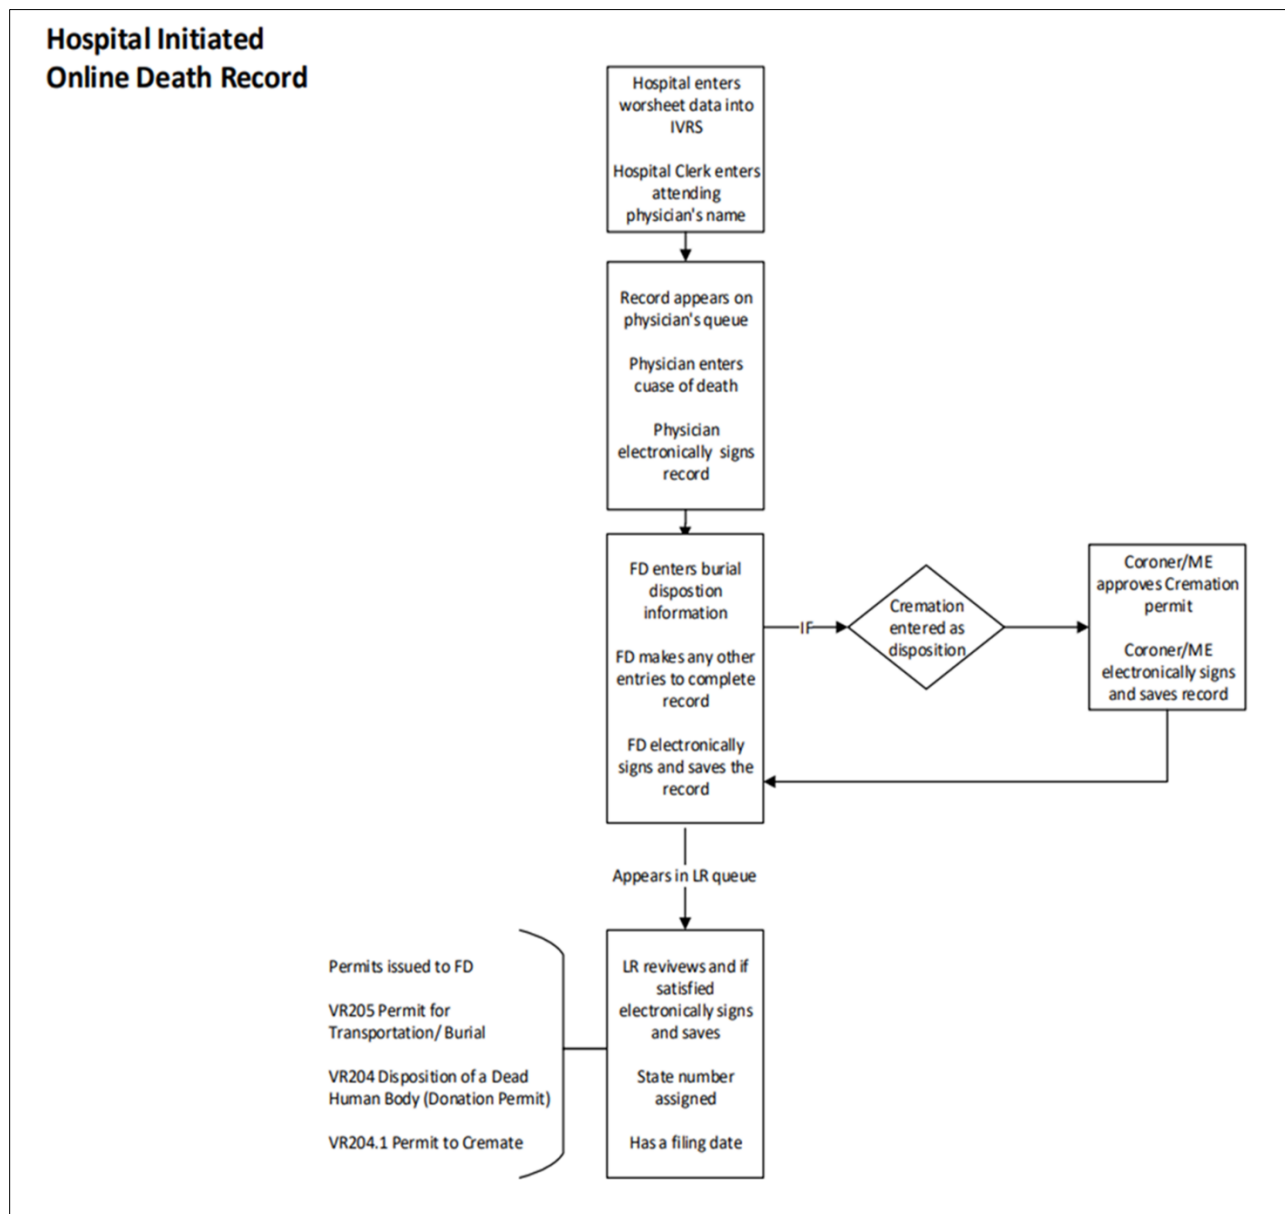 Hospital Initiated
Online Death Record
Hospital enters
worsheet data into
IVRS
Hospital Clerk enters
attending
physician's name
Record appears on
physician's queue
Physician enters
cuase of death
Physician
electronically signs
record
FD enters burial
dispostion
information
FD makes any other
entries to complete
record
FD electronically
signs and saves the
record
IF
Cremation
entered as
disposition
Coroner/ME
approves Cremation
permit
Coroner/ME
electronically signs
and saves record
Appears in LR queue
Permits issued to FD
VR205 Permit for
Transportation/ Burial
VR204 Disposition of a Dead
Human Body (Donation Permit)
VR204.1 Permit to Cremate
LR revivews and if
satisfied
electronically signs
and saves
State number
assigned
Has a filing date